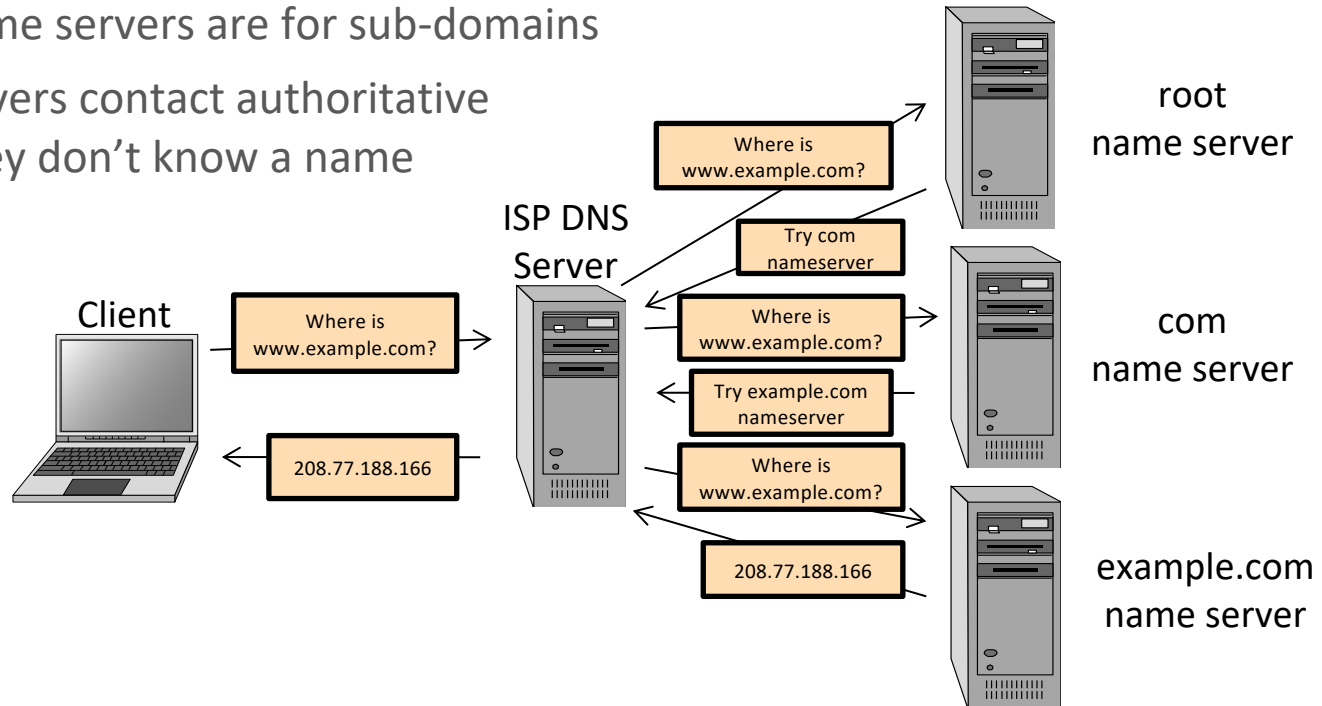 me servers are for sub-domains
vers contact authoritative
ey don’t know a name
root
name server
Where is
www.example.com?
ISP DNS
Server
Try com
nameserver
Client
Where is
www.example.com?
Where is
www.example.com?
com
name server
Try example.com
nameserver
208.77.188.166
Where is
www.example.com?
208.77.188.166
example.com
name server